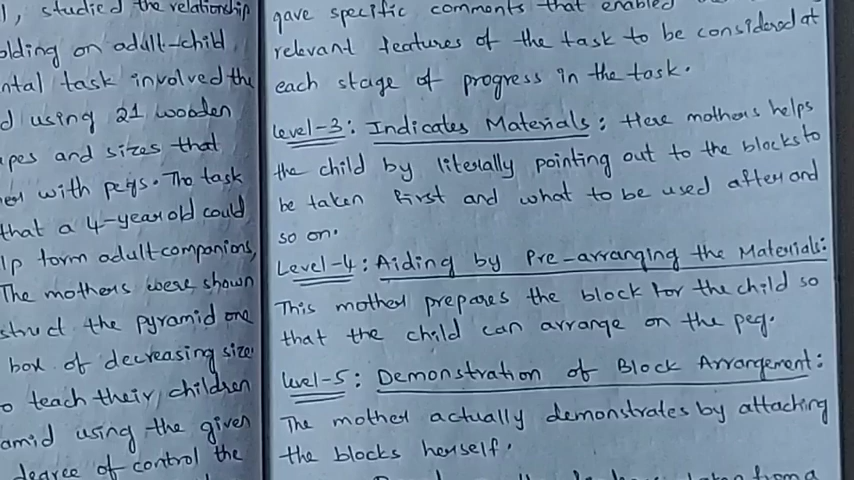 , studied the relationship
olding on adult-child
ntal task involved the
d using 21 wooden
pes and sizes that
with pegs. The task
that a 4-year old could
lp form adult companions,
The mothers were shown
struct the pyramid one
box of decreasing size
o teach their, children
amid using the given
degree of control the
gave specific comments that enabled
relevant features of the task to be considered at
each stage of progress in the task.
Level-3: Indicates Materials: Here mothers helps
the child by literally pointing out to the blocks to
be taken first and what to be used after and
so on.
Level-4: Aiding by Pre-arranging the Materials:
This mother prepares the block for the child so
that the child can arrange on the peg.
Level-5: Demonstration of Block Arrangement:
The mother actually demonstrates by attaching
the blocks herself.